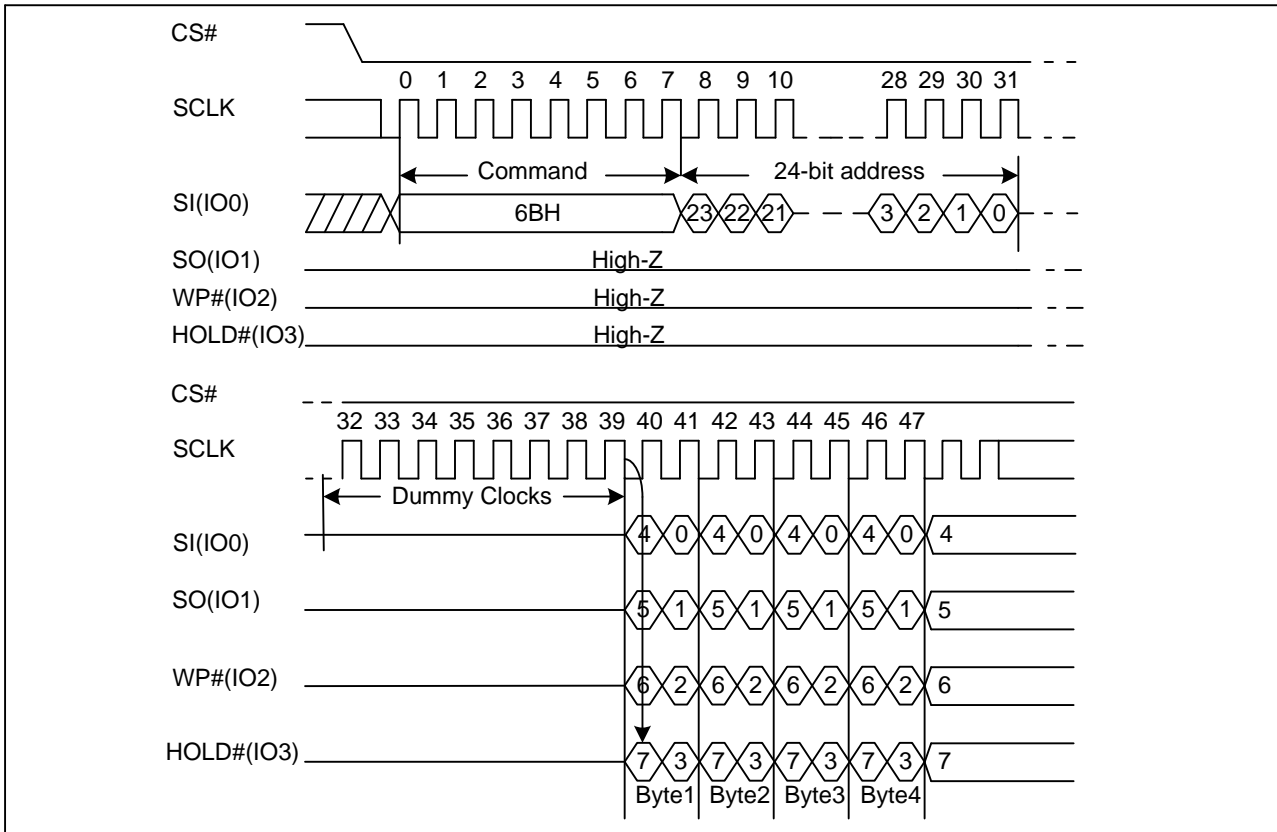 CS#
0 1 2 3 4 5 6 7 8 9 10 28 29 30 31
SCLK
Command 24-bit address
SI(IO0) 6BH 23 22 21 3 2 1 0
SO(IO1) High-Z
WP#(IO2) High-Z
HOLD#(IO3) High-Z
CS#
32 33 34 35 36 37 38 39 40 41 42 43 44 45 46 47
SCLK
Dummy Clocks
SI(IO0) 4 0 4 0 4 0 4 0 4
SO(IO1) 5 1 5 1 5 1 5 1 5
WP#(IO2) 6 2 6 2 6 2 6 2 6
HOLD#(IO3) 7 3 7 3 7 3 7 3 7
Byte1 Byte2 Byte3 Byte4